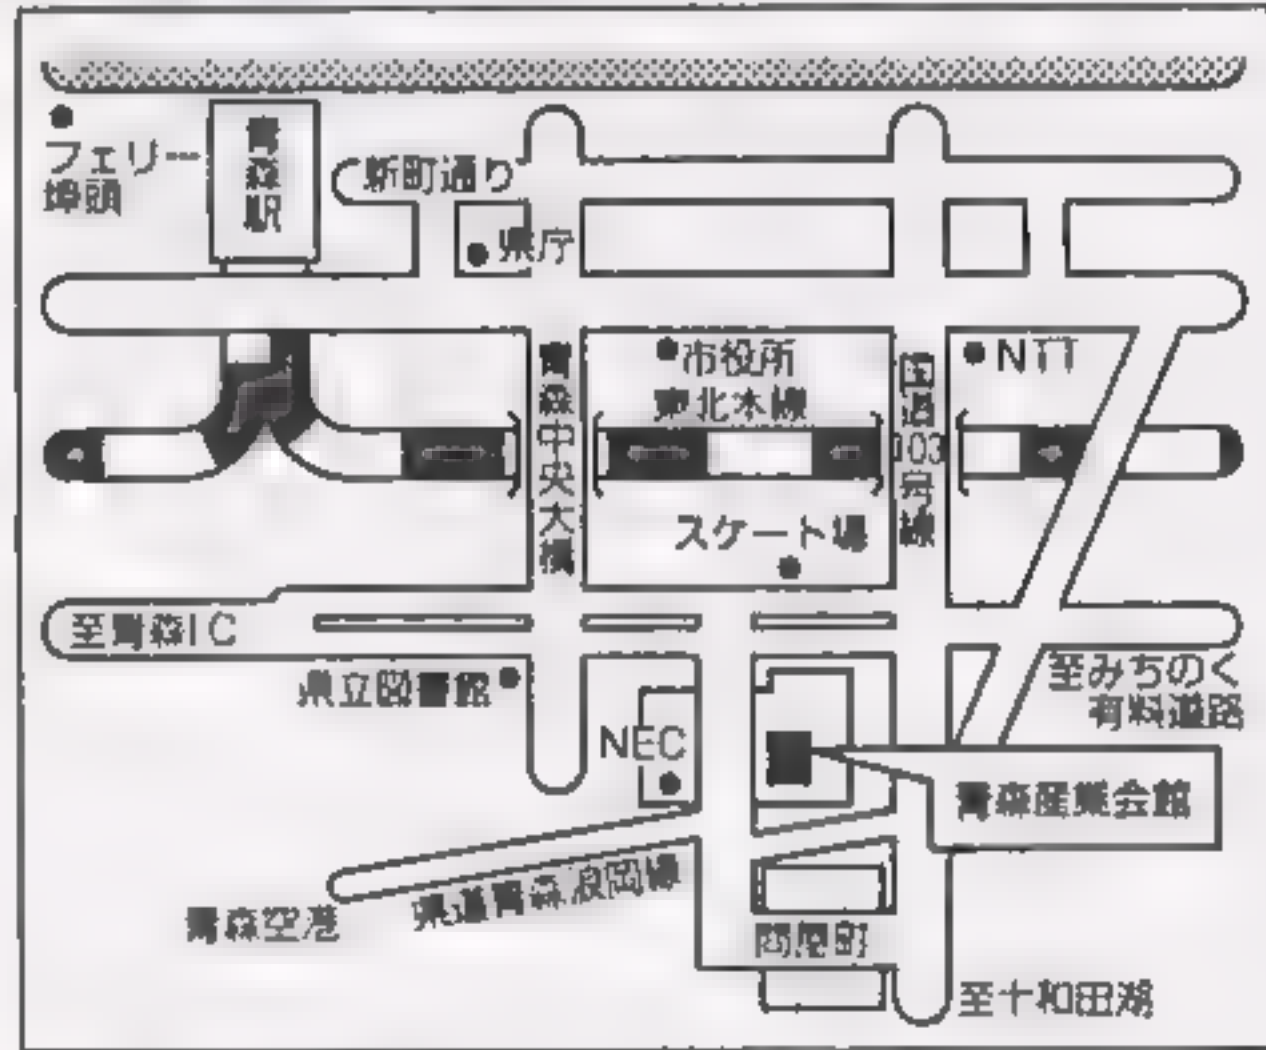 フェリー
埠頭
青森駅
新町通り
県庁
市役所
東北本線
NTT
青森中央大橋
国道103号線
スケート場
至青森IC
県立図書館
NEC
至みちのく
有料道路
青森産業会館
県道青森浪岡線
青森空港
問屋町
至十和田湖